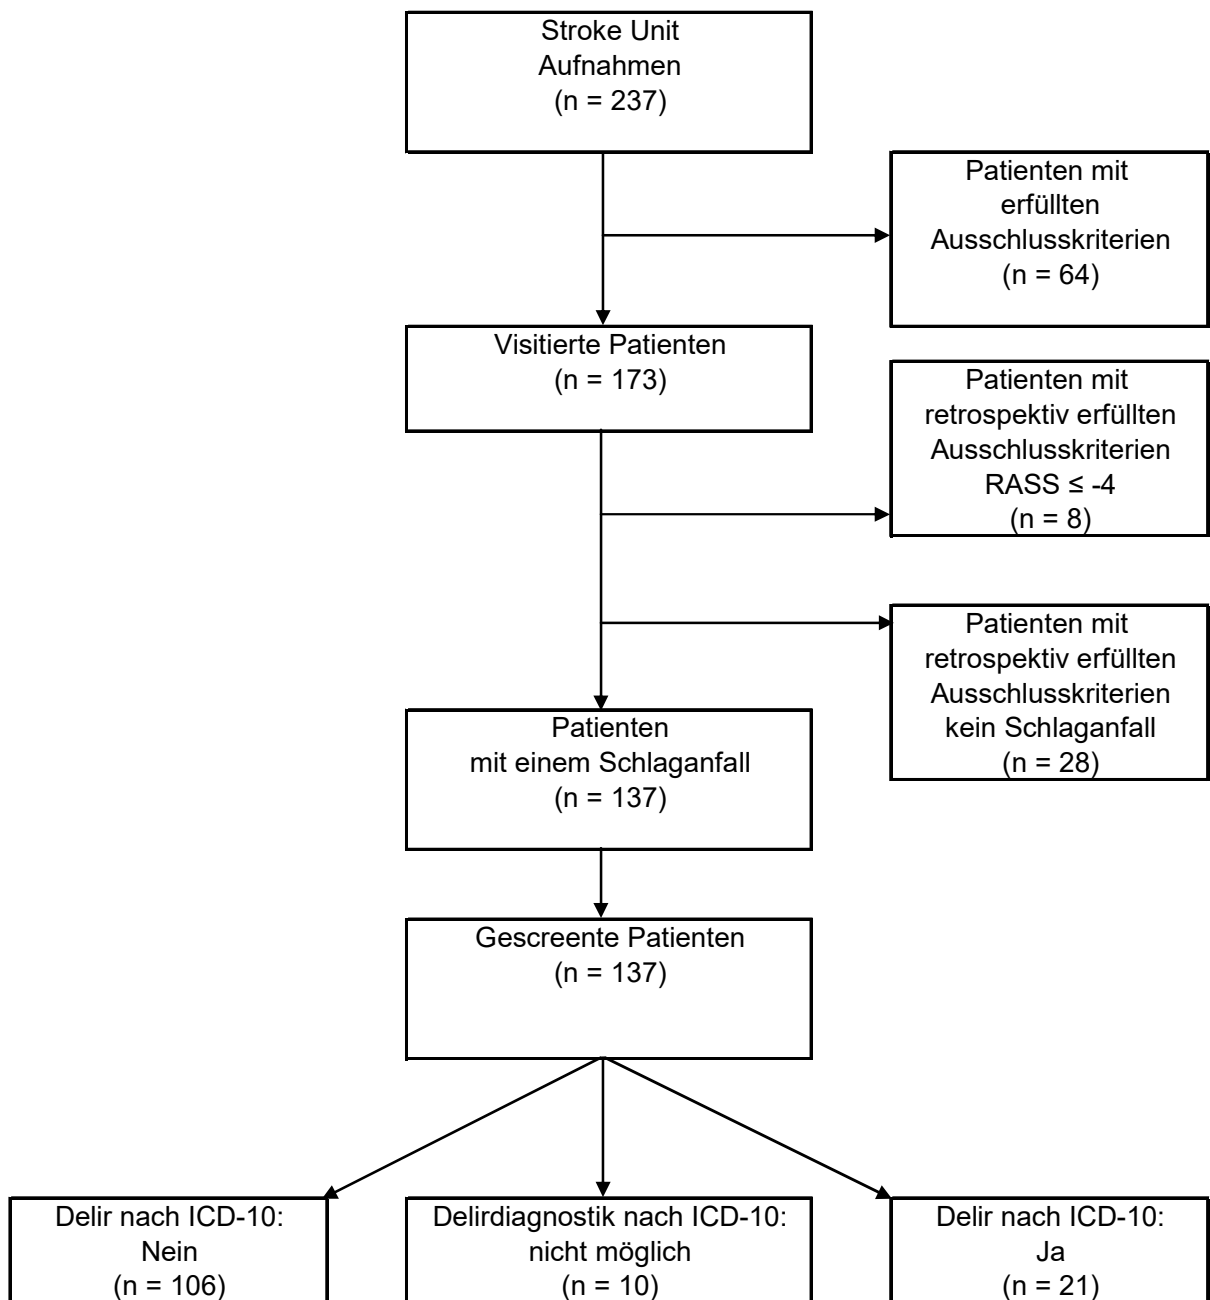 Stroke Unit
Aufnahmen
(n = 237)
Patienten mit
erfüllten
Ausschlusskriterien
(n = 64)
Visitierte Patienten
(n = 173)
Patienten mit
retrospektiv erfüllten
Ausschlusskriterien
RASS ≤ -4
(n = 8)
Patienten mit
retrospektiv erfüllten
Ausschlusskriterien
kein Schlaganfall
(n = 28)
Patienten
mit einem Schlaganfall
(n = 137)
Gescreente Patienten
(n = 137)
Delir nach ICD-10:
Nein
(n = 106)
Delirdiagnostik nach ICD-10:
nicht möglich
(n = 10)
Delir nach ICD-10:
Ja
(n = 21)